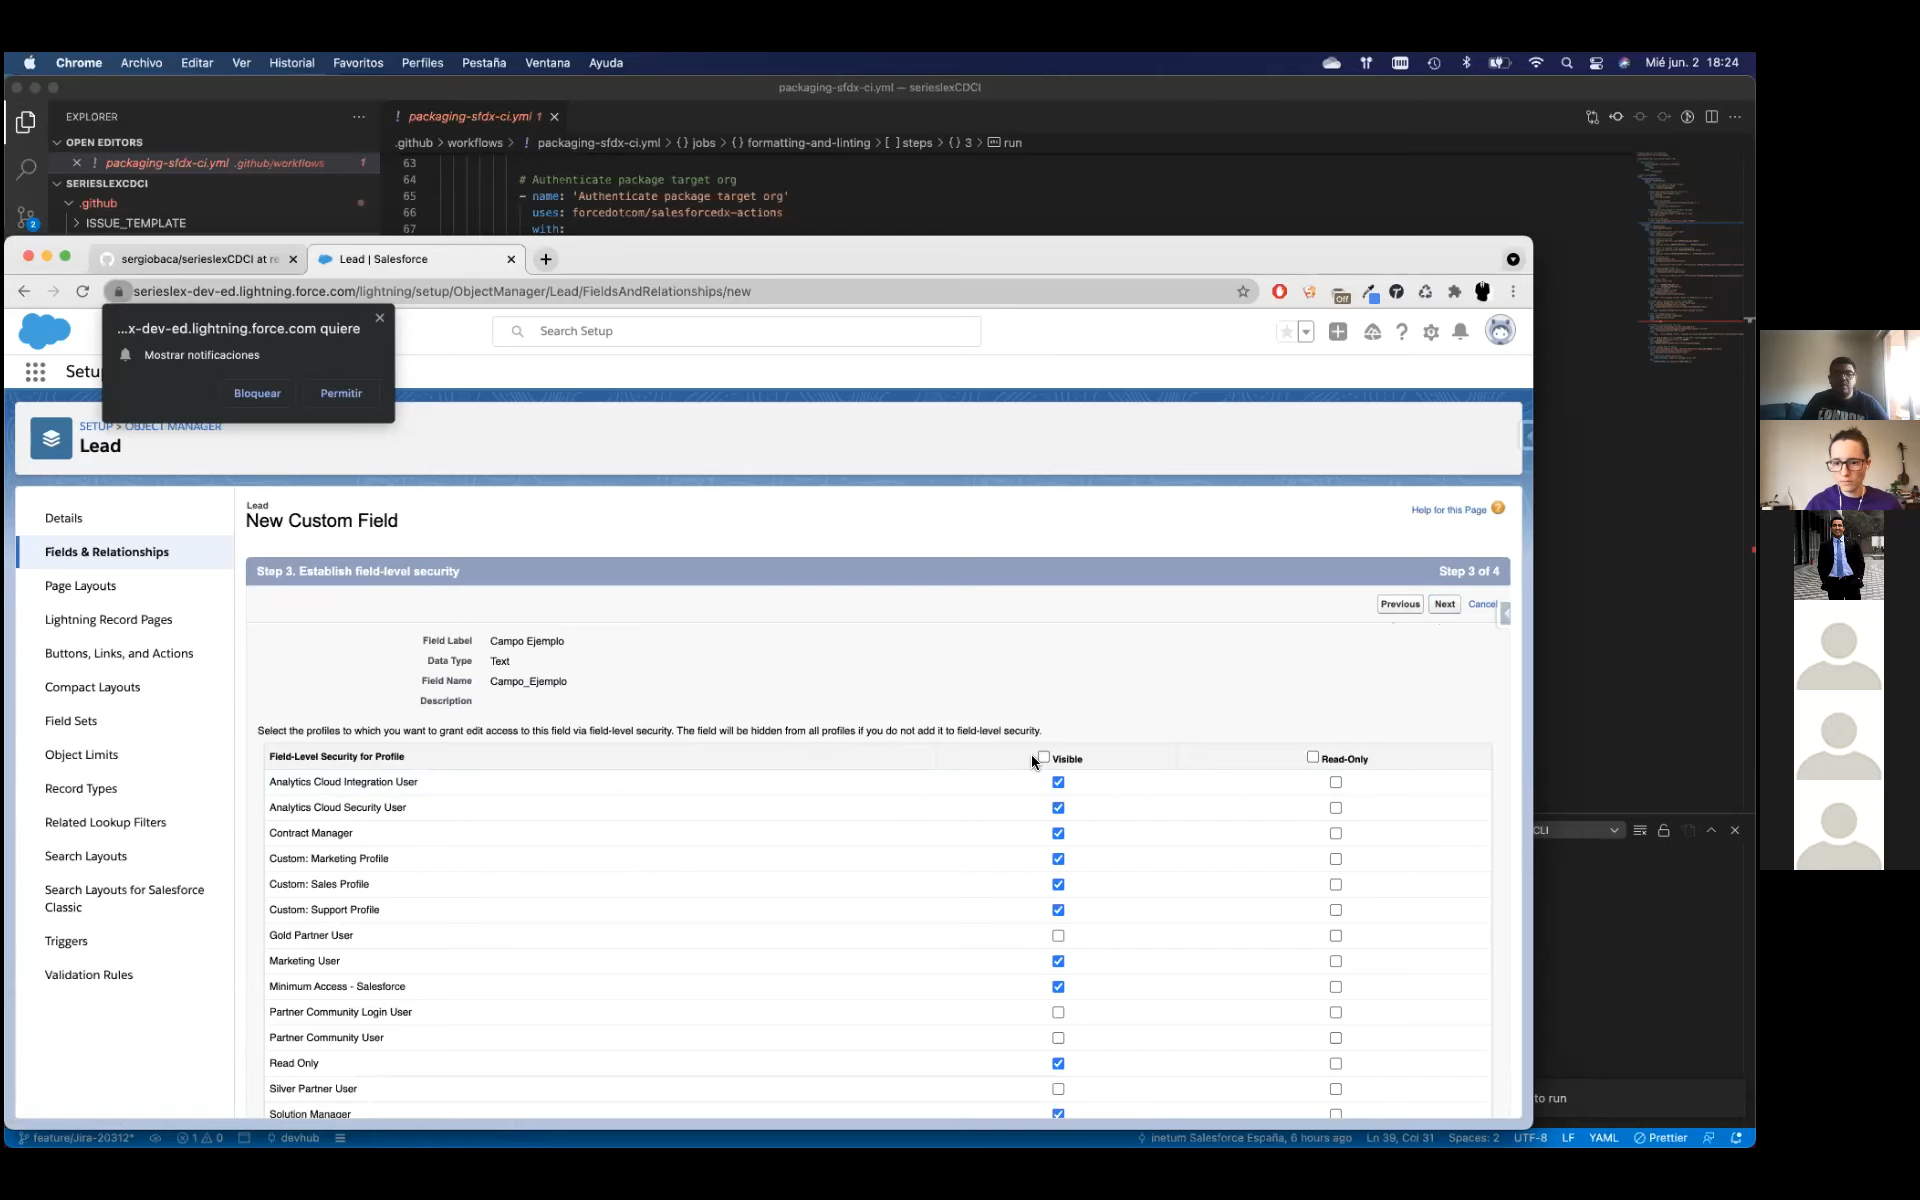 Chrome Archivo Editar Ver Historial Favoritos Perfiles Pestaña Ventana Ayuda Mié jun. 2 18:24
packaging-sfdx-ci.yml — serieslexCDCI
EXPLORER
! packaging-sfdx-ci.yml 1
OPEN EDITORS
.github > workflows > ! packaging-sfdx-ci.yml > {} jobs > {} formatting-and-linting > [ ] steps > {} 3 > run
! packaging-sfdx-ci.yml .github/workflows 1
SERIESLEXCDCI
.github
ISSUE_TEMPLATE
2
63
64 # Authenticate package target org
65 - name: 'Authenticate package target org'
66 uses: forcedotcom/salesforcedx-actions
67 with:
sergiobaca/serieslexCDCI at re
Lead | Salesforce
serieslex-dev-ed.lightning.force.com/lightning/setup/ObjectManager/Lead/FieldsAndRelationships/new
Off
...x-dev-ed.lightning.force.com quiere
Mostrar notificaciones
Bloquear Permitir
Search Setup
Setu
SETUP > OBJECT MANAGER
Lead
Details
Fields & Relationships
Page Layouts
Lightning Record Pages
Buttons, Links, and Actions
Compact Layouts
Field Sets
Object Limits
Record Types
Related Lookup Filters
Search Layouts
Search Layouts for Salesforce
Classic
Triggers
Validation Rules
Lead
New Custom Field
Help for this Page ?
Step 3. Establish field-level security Step 3 of 4
Previous Next Cancel
Field Label Campo Ejemplo
Data Type Text
Field Name Campo_Ejemplo
Description
Select the profiles to which you want to grant edit access to this field via field-level security. The field will be hidden from all profiles if you do not add it to field-level security.
Field-Level Security for Profile Visible Read-Only
Analytics Cloud Integration User
Analytics Cloud Security User
Contract Manager
Custom: Marketing Profile
Custom: Sales Profile
Custom: Support Profile
Gold Partner User
Marketing User
Minimum Access - Salesforce
Partner Community Login User
Partner Community User
Read Only
Silver Partner User
Solution Manager
CLI
to run
feature/Jira-20312* 1 0 devhub inetum Salesforce España, 6 hours ago Ln 39, Col 31 Spaces: 2 UTF-8 LF YAML Prettier